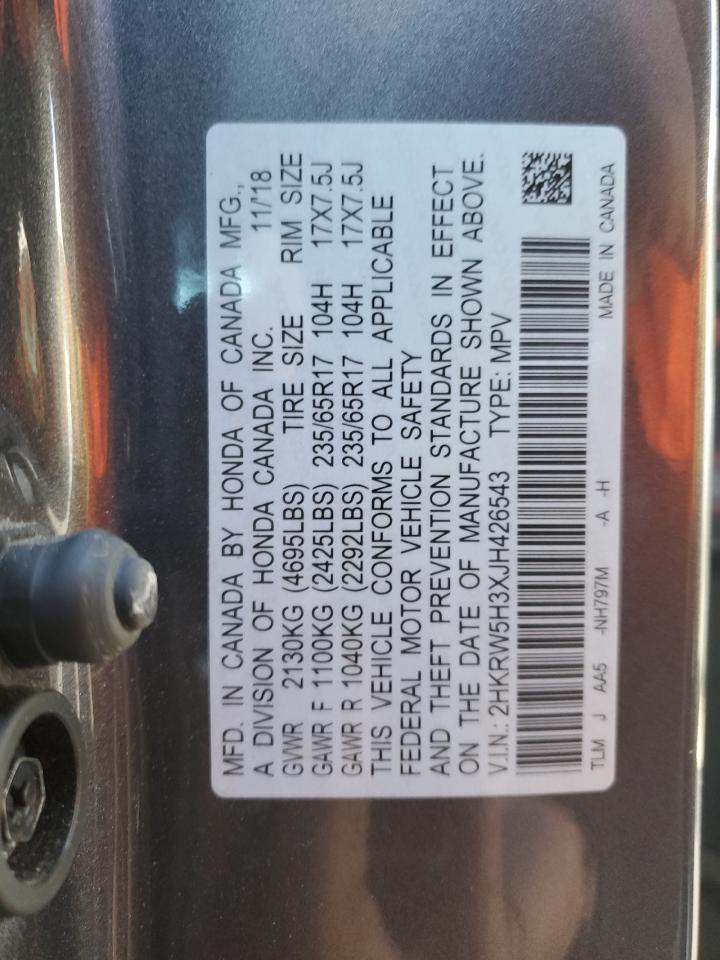 MFD. IN CANADA BY HONDA OF CANADA MFG.,
A DIVISION OF HONDA CANADA INC. 11/18
GVWR 2130KG (4695LBS) TIRE SIZE RIM SIZE
GAWR F 1100KG (2425LBS) 235/65R17 104H 17X7.5J
GAWR R 1040KG (2292LBS) 235/65R17 104H 17X7.5J
THIS VEHICLE CONFORMS TO ALL APPLICABLE
FEDERAL MOTOR VEHICLE SAFETY
AND THEFT PREVENTION STANDARDS IN EFFECT
ON THE DATE OF MANUFACTURE SHOWN ABOVE.
V.I.N.: 2HKRW5H3XJH426543 TYPE: MPV
TLM J AA5 -NH797M -A -H MADE IN CANADA